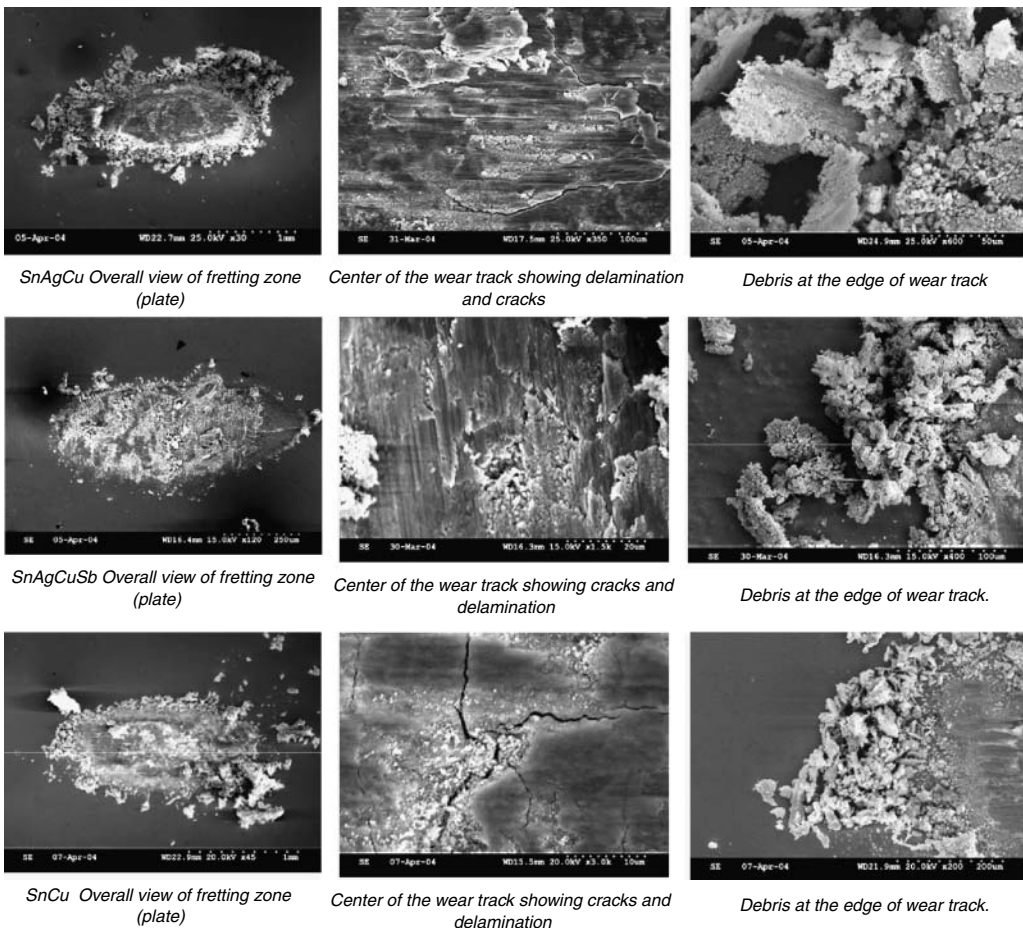 05-Apr-04 WD22.7mm 25.0kV x30 1mm
SE 31-Mar-04 WD17.5mm 25.0kV x350 100um
SE 05-Apr-04 WD24.9mm 25.0kV x600 50um
SnAgCu Overall view of fretting zone
(plate)
Center of the wear track showing delamination
and cracks
Debris at the edge of wear track
SE 05-Apr-04 WD16.4mm 15.0kV x120 250um
SE 30-Mar-04 WD16.3mm 15.0kV x1.5k 20um
SE 30-Mar-04 WD16.3mm 15.0kV x400 100um
SnAgCuSb Overall view of fretting zone
(plate)
Center of the wear track showing cracks and
delamination
Debris at the edge of wear track.
SE 07-Apr-04 WD22.9mm 20.0kV x45 1mm
SE 07-Apr-04 WD15.5mm 20.0kV x3.0k 10um
SE 07-Apr-04 WD21.9mm 20.0kV x200 200um
SnCu Overall view of fretting zone
(plate)
Center of the wear track showing cracks and
delamination
Debris at the edge of wear track.